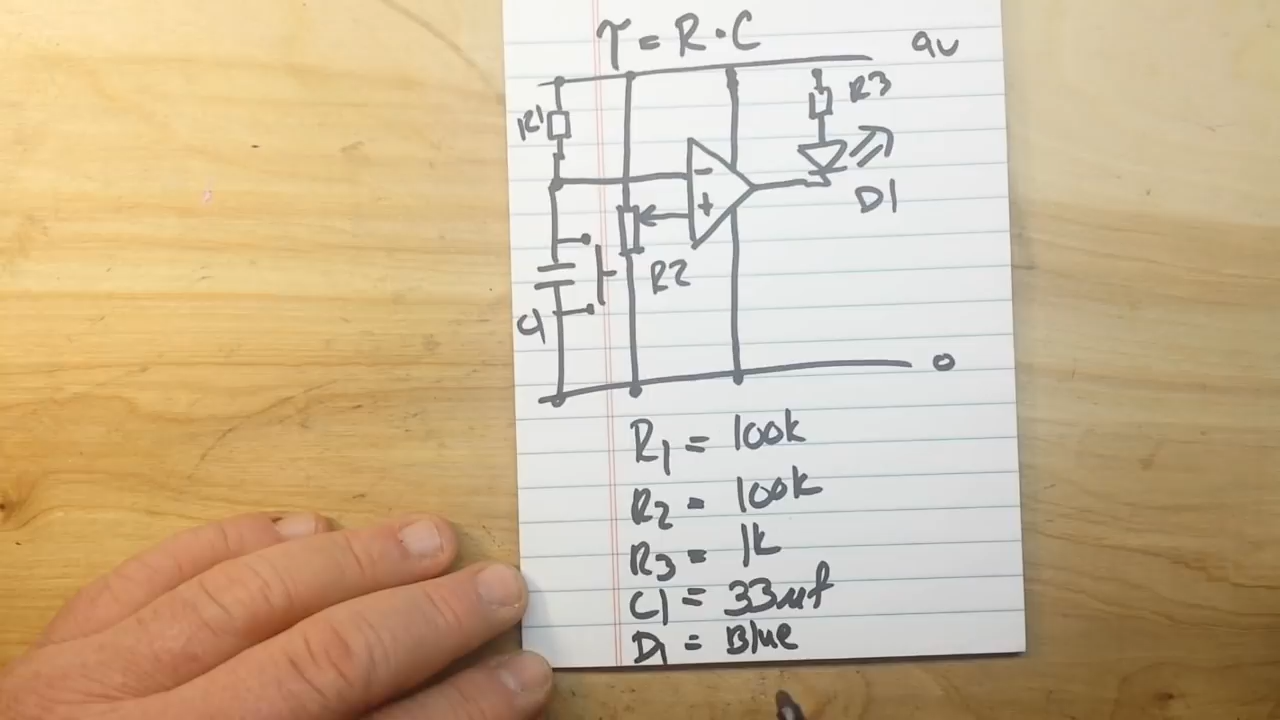 τ = R · C
9v
R1
R3
-
+
D1
R2
C1
0
R1 = 100k
R2 = 100k
R3 = 1k
C1 = 33uf
D1 = Blue